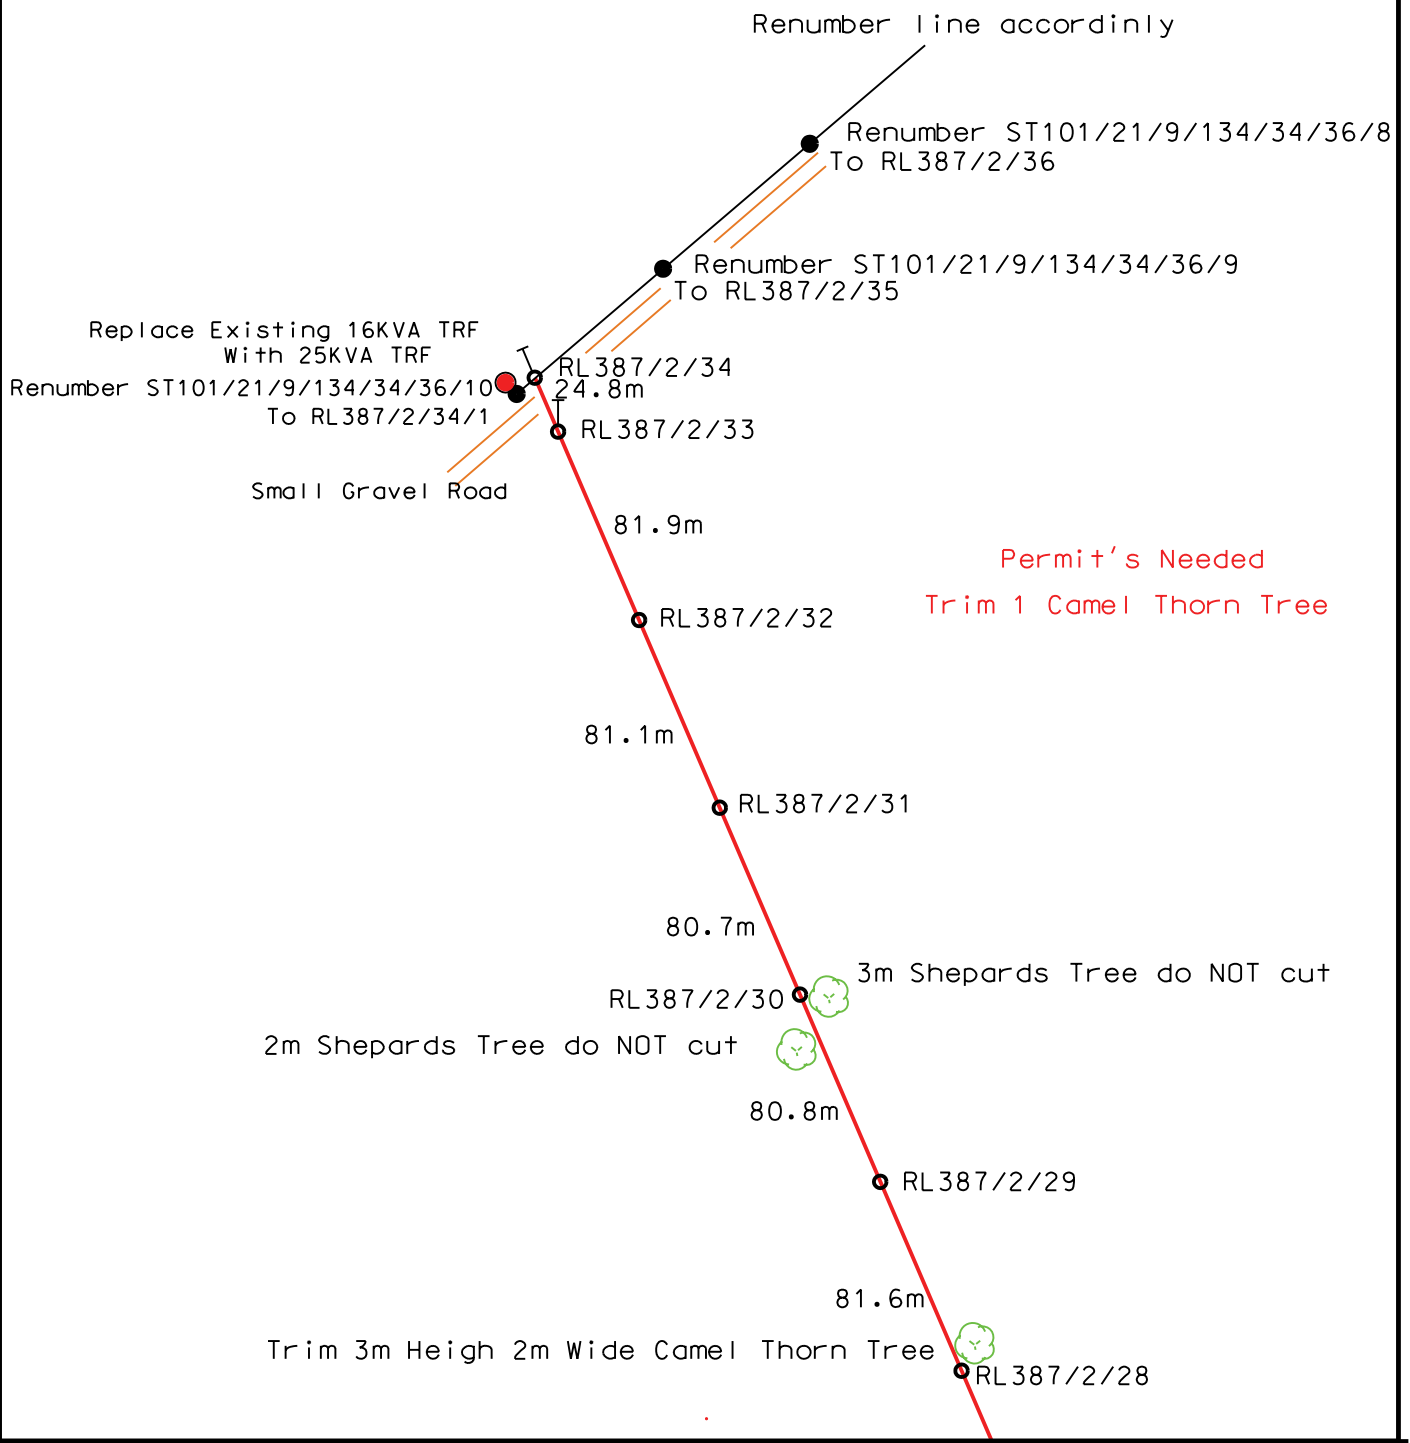 Renumber line accordinly
Renumber ST101/21/9/134/34/36/8
To RL387/2/36
Renumber ST101/21/9/134/34/36/9
To RL387/2/35
Replace Existing 16KVA TRF
With 25KVA TRF
Renumber ST101/21/9/134/34/36/10
To RL387/2/34/1
RL387/2/34
24.8m
RL387/2/33
Small Gravel Road
81.9m
Permit's Needed
Trim 1 Camel Thorn Tree
RL387/2/32
81.1m
RL387/2/31
80.7m
3m Shepards Tree do NOT cut
RL387/2/30
2m Shepards Tree do NOT cut
80.8m
RL387/2/29
81.6m
Trim 3m Heigh 2m Wide Camel Thorn Tree
RL387/2/28